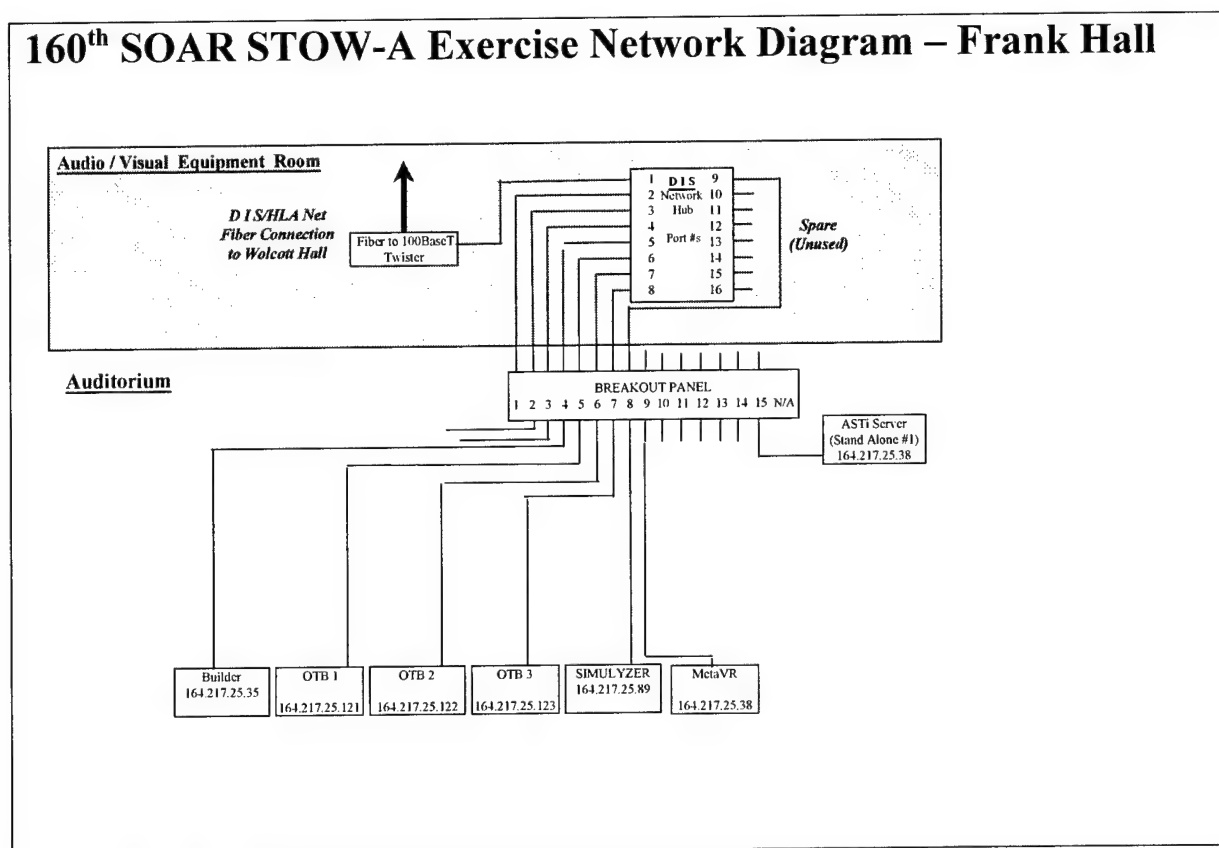 160th SOAR STOW-A Exercise Network Diagram – Frank Hall
Audio / Visual Equipment Room
D I S/HLA Net
Fiber Connection
to Wolcott Hall
Fiber to 100BaseT
Twister
1 D I S 9
2 Network 10
3 Hub 11
4 12
5 Port #s 13
6 14
7 15
8 16
Spare
(Unused)
Auditorium
BREAKOUT PANEL
1 2 3 4 5 6 7 8 9 10 11 12 13 14 15 N/A
ASTi Server
(Stand Alone #1)
164.217.25.38
Builder
164.217.25.35
OTB 1
164.217.25.121
OTB 2
164.217.25.122
OTB 3
164.217.25.123
SIMULYZER
164.217.25.89
MetaVR
164.217.25.38